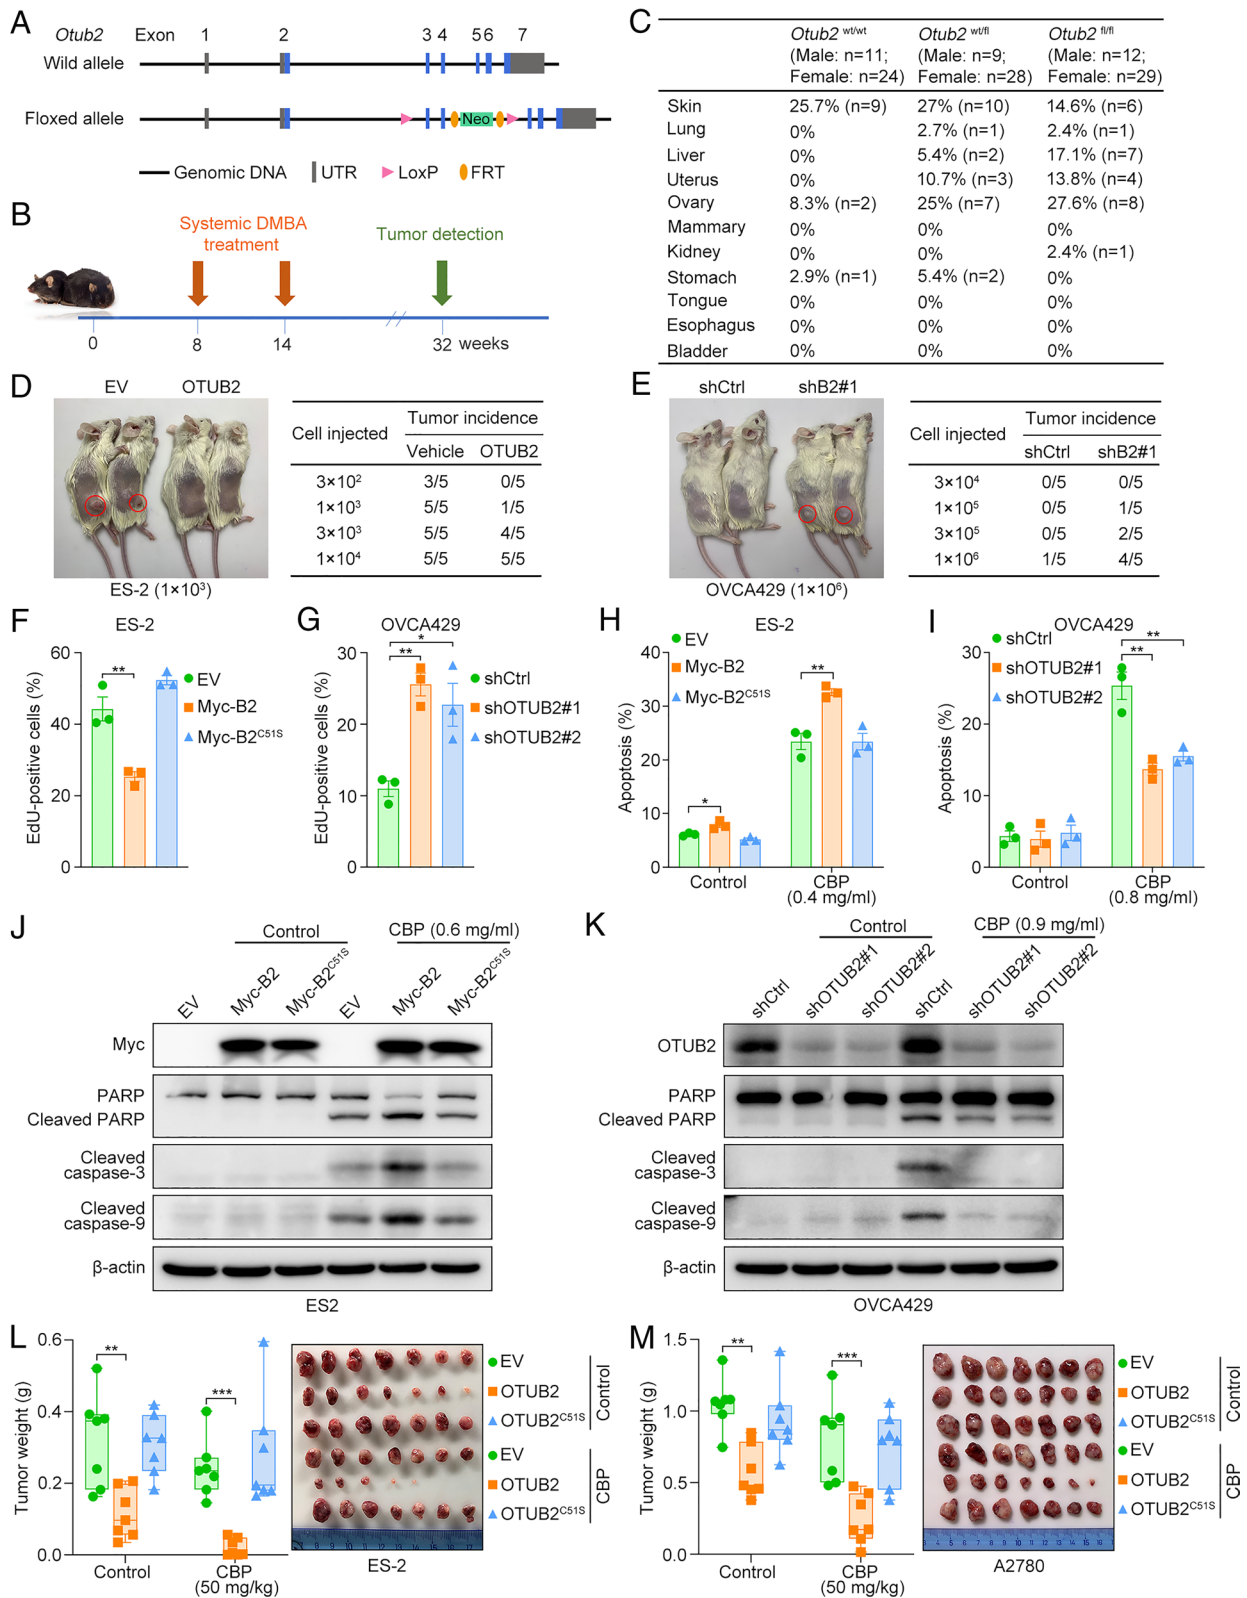 A
Otub2 Exon 1 2 3 4 5 6 7
Wild allele
Floxed allele Neo
Genomic DNA UTR LoxP FRT
B
Systemic DMBA
treatment
Tumor detection
0 8 14 32 weeks
C
Otub2 wt/wt Otub2 wt/fl Otub2 fl/fl
(Male: n=11; (Male: n=9; (Male: n=12;
Female: n=24) Female: n=28) Female: n=29)
Skin 25.7% (n=9) 27% (n=10) 14.6% (n=6)
Lung 0% 2.7% (n=1) 2.4% (n=1)
Liver 0% 5.4% (n=2) 17.1% (n=7)
Uterus 0% 10.7% (n=3) 13.8% (n=4)
Ovary 8.3% (n=2) 25% (n=7) 27.6% (n=8)
Mammary 0% 0% 0%
Kidney 0% 0% 2.4% (n=1)
Stomach 2.9% (n=1) 5.4% (n=2) 0%
Tongue 0% 0% 0%
Esophagus 0% 0% 0%
Bladder 0% 0% 0%
D
EV OTUB2
ES-2 (1×10³)
Cell injected Tumor incidence
Vehicle OTUB2
3×10² 3/5 0/5
1×10³ 5/5 1/5
3×10³ 5/5 4/5
1×10⁴ 5/5 5/5
E
shCtrl shB2#1
OVCA429 (1×10⁶)
Cell injected Tumor incidence
shCtrl shB2#1
3×10⁴ 0/5 0/5
1×10⁵ 0/5 1/5
3×10⁵ 0/5 2/5
1×10⁶ 1/5 4/5
F
ES-2
EdU-positive cells (%)
60
40
20
0
**
EV
Myc-B2
Myc-B2C51S
G
OVCA429
EdU-positive cells (%)
30
20
10
0
*
**
shCtrl
shOTUB2#1
shOTUB2#2
H
ES-2
EV
Myc-B2
Myc-B2C51S
Apoptosis (%)
40
30
20
10
0
*
**
Control CBP
(0.4 mg/ml)
I
OVCA429
shCtrl
shOTUB2#1
shOTUB2#2
Apoptosis (%)
30
20
10
0
**
**
Control CBP
(0.8 mg/ml)
J
Control CBP (0.6 mg/ml)
EV Myc-B2 Myc-B2C51S EV Myc-B2 Myc-B2C51S
Myc
PARP
Cleaved PARP
Cleaved
caspase-3
Cleaved
caspase-9
β-actin
ES2
K
Control CBP (0.9 mg/ml)
shCtrl shOTUB2#1 shOTUB2#2 shCtrl shOTUB2#1 shOTUB2#2
OTUB2
PARP
Cleaved PARP
Cleaved
caspase-3
Cleaved
caspase-9
β-actin
OVCA429
L
Tumor weight (g)
0.6
0.4
0.2
0.0
**
***
Control CBP
(50 mg/kg)
EV
OTUB2
OTUB2C51S
Control
EV
OTUB2
OTUB2C51S
CBP
ES-2
M
Tumor weight (g)
1.5
1.0
0.5
0.0
**
***
Control CBP
(50 mg/kg)
EV
OTUB2
OTUB2C51S
Control
EV
OTUB2
OTUB2C51S
CBP
A2780